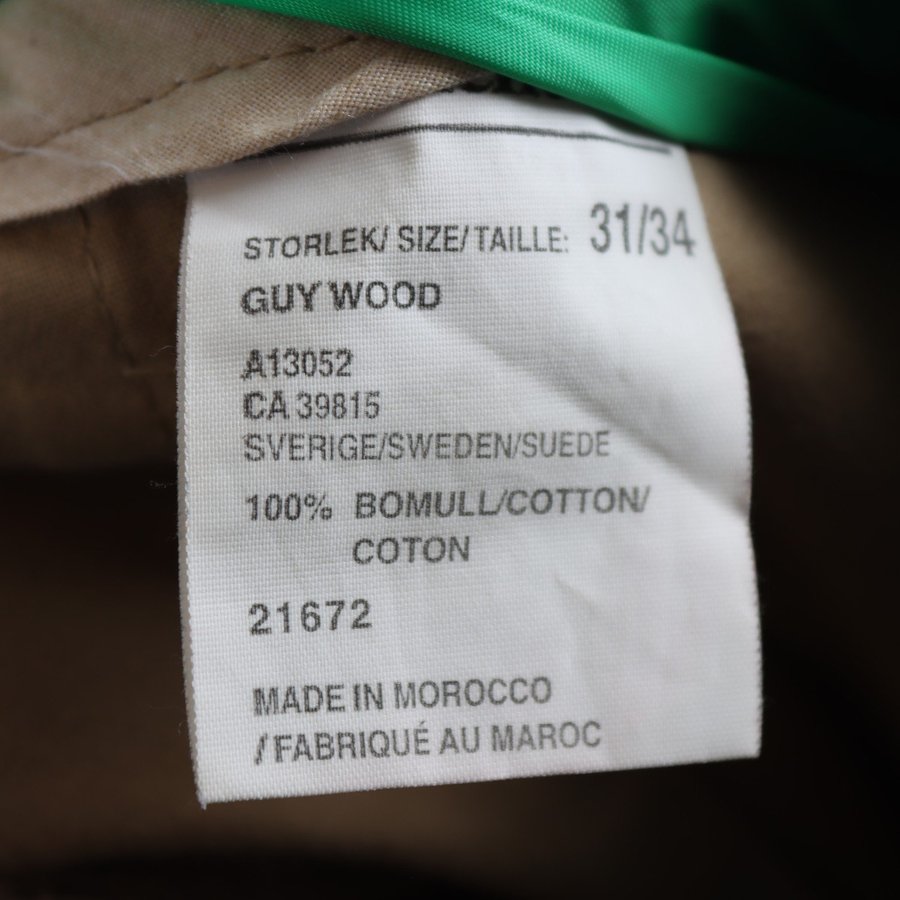 STORLEK/ SIZE/ TAILLE: 31/34
GUY WOOD
A13052
CA 39815
SVERIGE/SWEDEN/SUEDE
100% BOMULL/COTTON/
COTON
21672
MADE IN MOROCCO
/ FABRIQUÉ AU MAROC